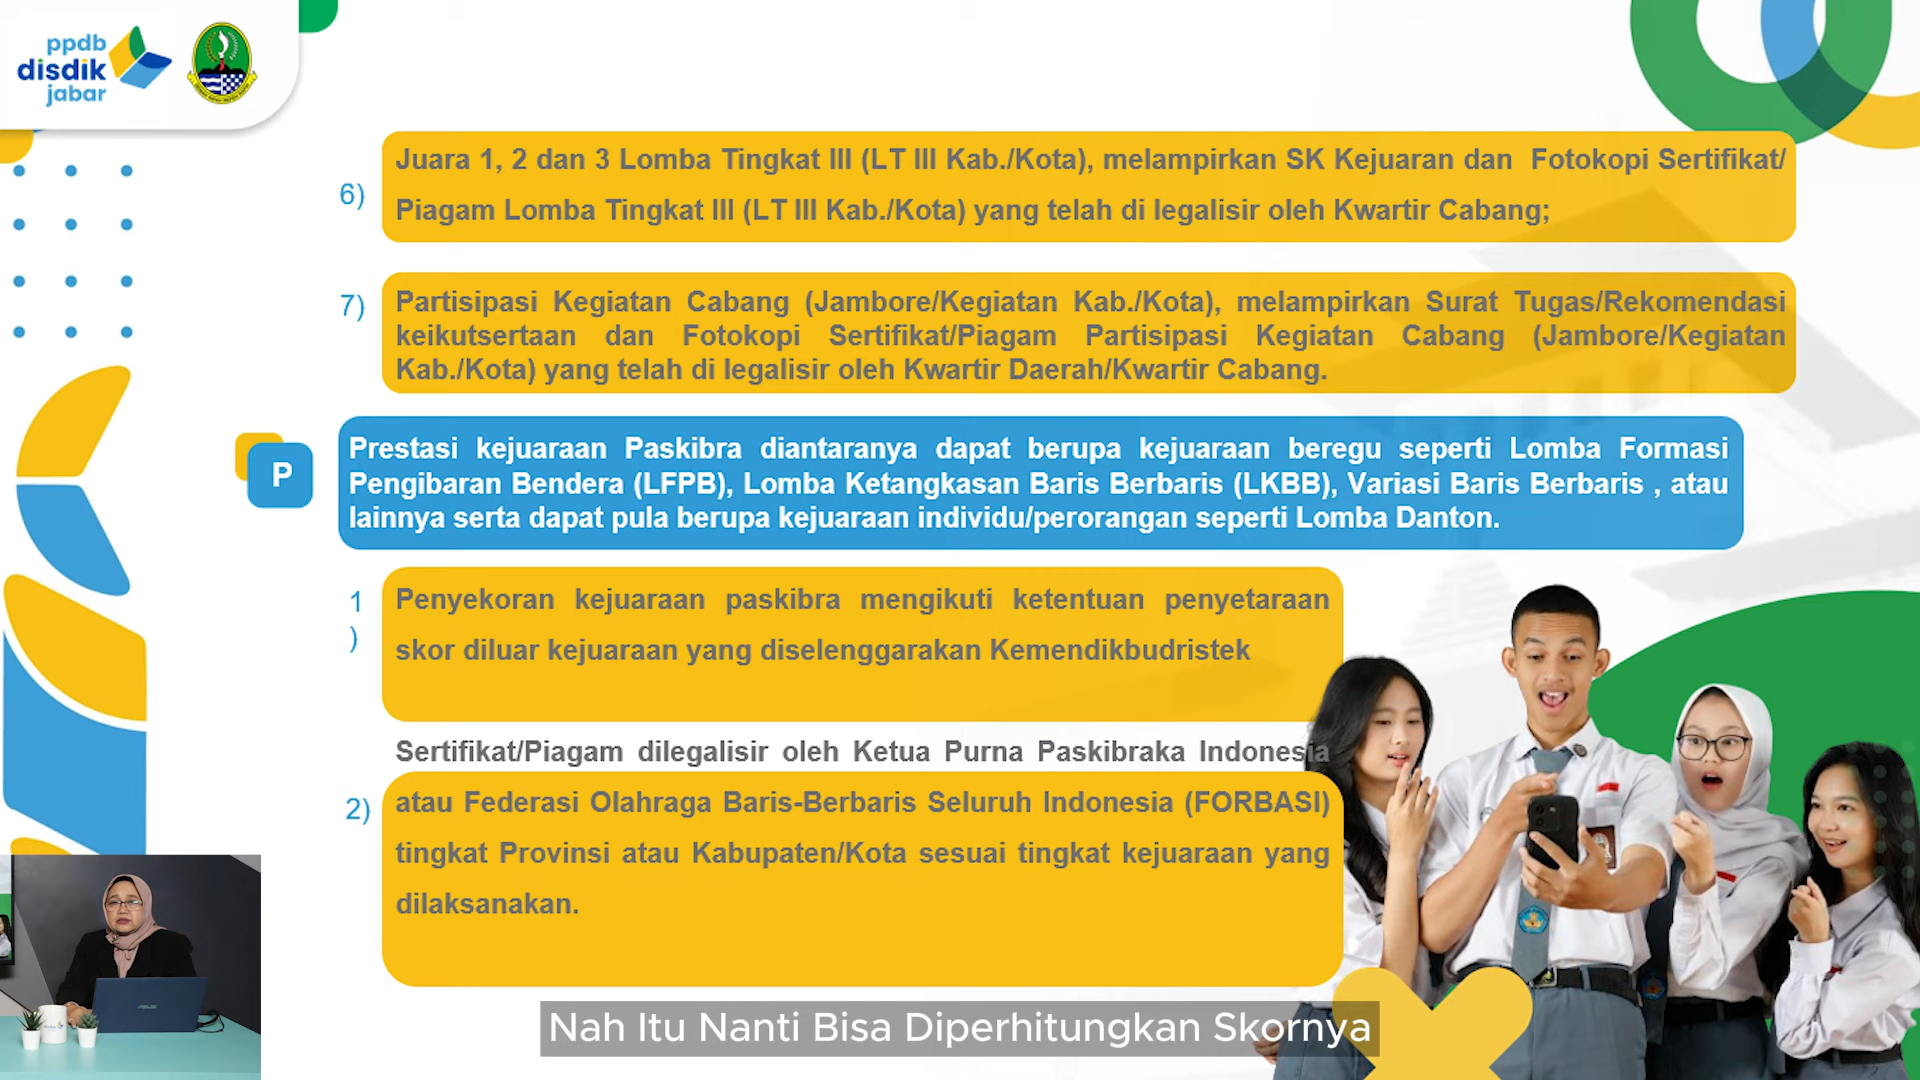 ppdb
disdik
jabar
6)
Juara 1, 2 dan 3 Lomba Tingkat III (LT III Kab./Kota), melampirkan SK Kejuaran dan Fotokopi Sertifikat/
Piagam Lomba Tingkat III (LT III Kab./Kota) yang telah di legalisir oleh Kwartir Cabang;
7)
Partisipasi Kegiatan Cabang (Jambore/Kegiatan Kab./Kota), melampirkan Surat Tugas/Rekomendasi
keikutsertaan dan Fotokopi Sertifikat/Piagam Partisipasi Kegiatan Cabang (Jambore/Kegiatan
Kab./Kota) yang telah di legalisir oleh Kwartir Daerah/Kwartir Cabang.
P
Prestasi kejuaraan Paskibra diantaranya dapat berupa kejuaraan beregu seperti Lomba Formasi
Pengibaran Bendera (LFPB), Lomba Ketangkasan Baris Berbaris (LKBB), Variasi Baris Berbaris , atau
lainnya serta dapat pula berupa kejuaraan individu/perorangan seperti Lomba Danton.
1
)
Penyekoran kejuaraan paskibra mengikuti ketentuan penyetaraan
skor diluar kejuaraan yang diselenggarakan Kemendikbudristek
2)
Sertifikat/Piagam dilegalisir oleh Ketua Purna Paskibraka Indonesia
atau Federasi Olahraga Baris-Berbaris Seluruh Indonesia (FORBASI)
tingkat Provinsi atau Kabupaten/Kota sesuai tingkat kejuaraan yang
dilaksanakan.
ASUS
Nah Itu Nanti Bisa Diperhitungkan Skornya